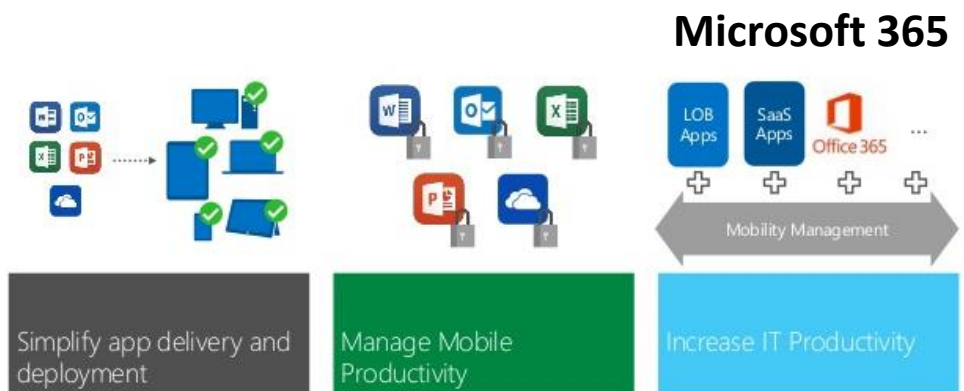 Microsoft 365
LOB
Apps
SaaS
Apps
Office 365
...
Mobility Management
Simplify app delivery and
deployment
Manage Mobile
Productivity
Increase IT Productivity